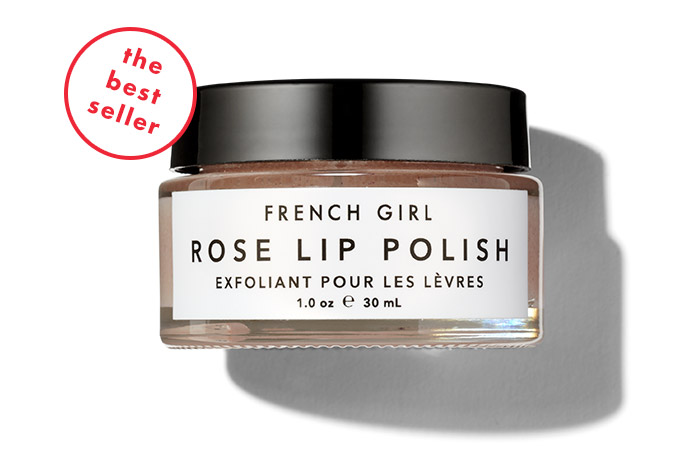 the
best
seller
FRENCH GIRL
ROSE LIP POLISH
EXFOLIANT POUR LES LÈVRES
1.0 oz ℮ 30 mL